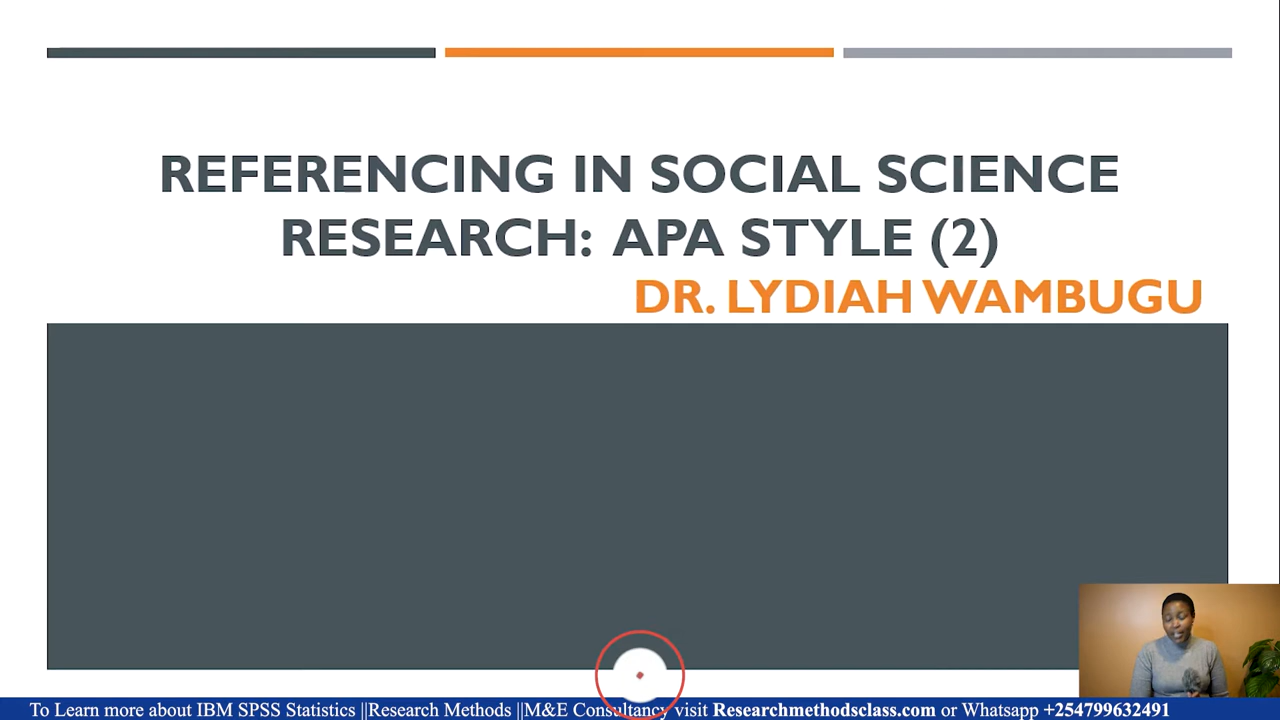 REFERENCING IN SOCIAL SCIENCE
RESEARCH: APA STYLE (2)
DR. LYDIAH WAMBUGU
To Learn more about IBM SPSS Statistics ||Research Methods ||M&E Consultancy visit Researchmethodsclass.com or Whatsapp +254799632491